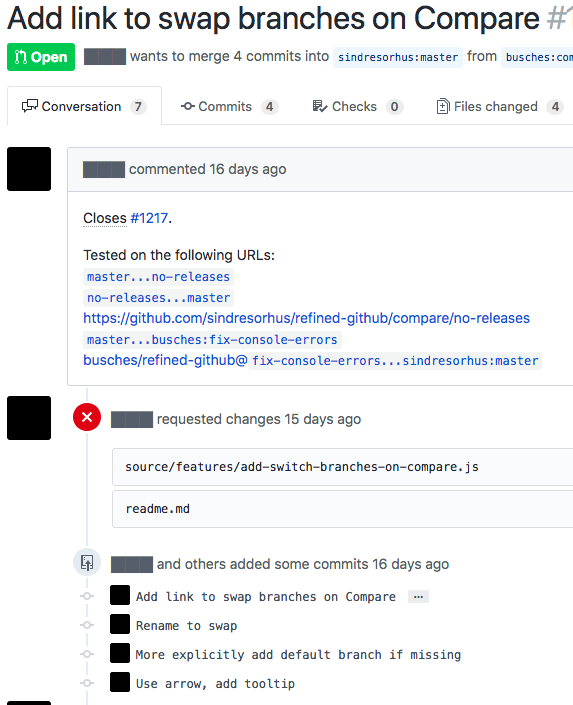 Add link to swap branches on Compare #
Open wants to merge 4 commits into sindresorhus:master from busches:com
Conversation 7 Commits 4 Checks 0 Files changed 4
commented 16 days ago
Closes #1217.
Tested on the following URLs:
master...no-releases
no-releases...master
https://github.com/sindresorhus/refined-github/compare/no-releases
master...busches:fix-console-errors
busches/refined-github@ fix-console-errors...sindresorhus:master
requested changes 15 days ago
source/features/add-switch-branches-on-compare.js
readme.md
and others added some commits 16 days ago
Add link to swap branches on Compare …
Rename to swap
More explicitly add default branch if missing
Use arrow, add tooltip